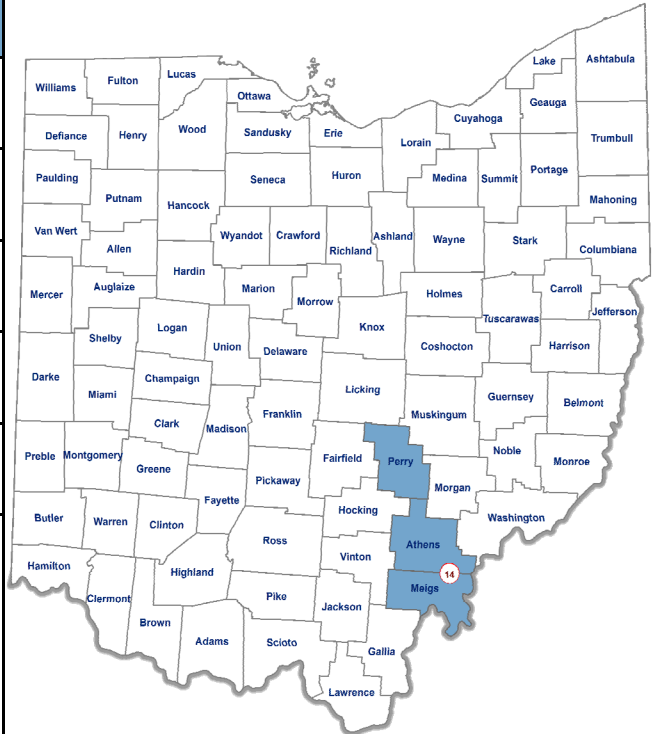 Lake
Ashtabula
Lucas
Fulton
Williams
Ottawa
Geauga
Cuyahoga
Wood
Sandusky
Erie
Defiance
Henry
Lorain
Trumbull
Portage
Huron
Paulding
Seneca
Medina
Summit
Putnam
Mahoning
Hancock
Van Wert
Wyandot
Crawford
Ashland
Wayne
Stark
Allen
Richland
Columbiana
Hardin
Auglaize
Marion
Carroll
Mercer
Holmes
Morrow
Jefferson
Tuscarawas
Logan
Knox
Shelby
Union
Coshocton
Harrison
Delaware
Darke
Champaign
Licking
Miami
Guernsey
Belmont
Franklin
Muskingum
Clark
Madison
Noble
Preble
Montgomery
Fairfield
Perry
Monroe
Greene
Pickaway
Morgan
Fayette
Hocking
Butler
Warren
Clinton
Washington
Ross
Athens
Vinton
Hamilton
Highland
14
Meigs
Clermont
Pike
Jackson
Brown
Adams
Scioto
Gallia
Lawrence